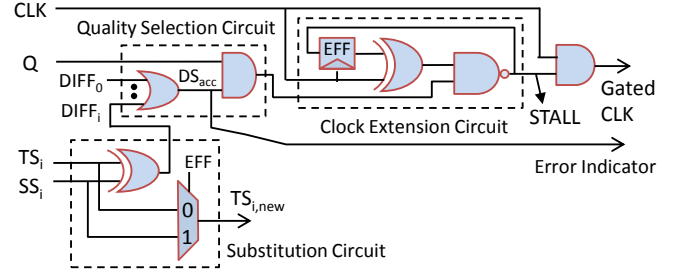 CLK
Quality Selection Circuit
EFF
Q
DIFF0
DSacc
DIFFi
Gated
CLK
STALL
Clock Extension Circuit
Error Indicator
TSi
SSi
EFF
TSi,new
0
1
Substitution Circuit